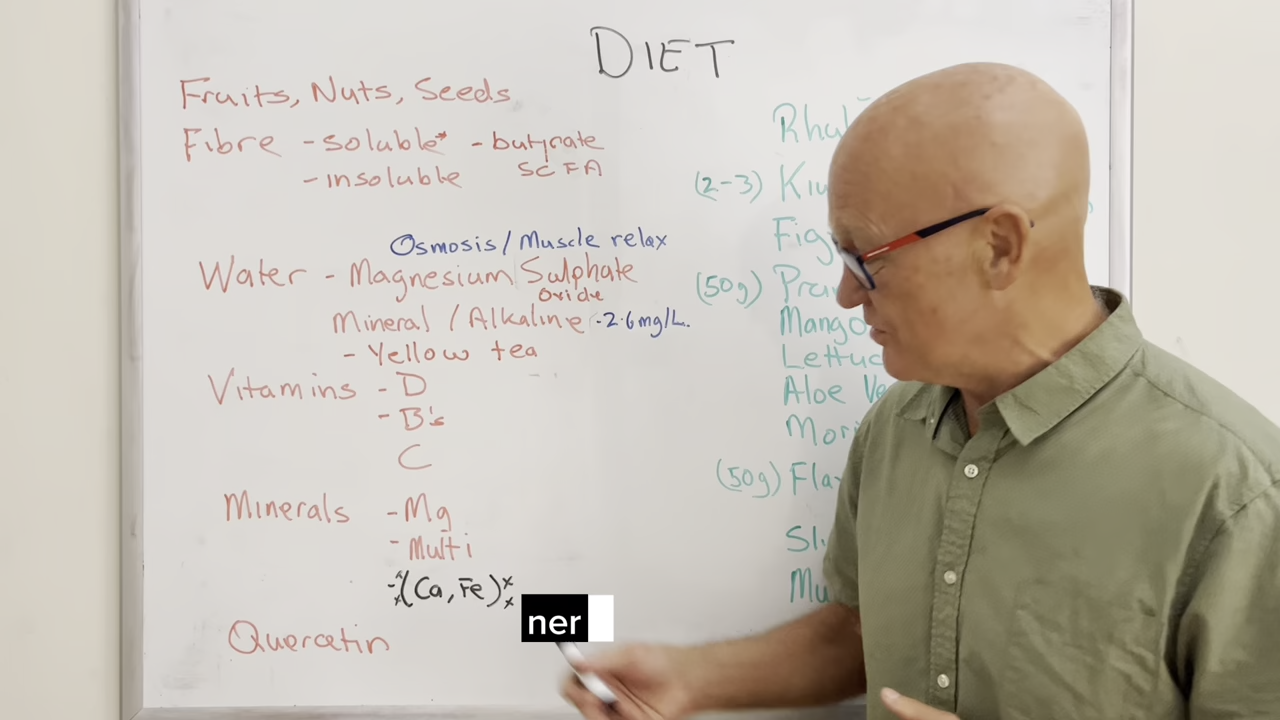 DIET
Fruits, Nuts, Seeds
Fibre - soluble* - butyrate
SCFA
- insoluble
Osmosis / Muscle relax
Water - Magnesium Sulphate
oxide
Mineral / Alkaline - 2.6mg/L.
- Yellow tea
Vitamins - D
- B's
C
Minerals - Mg
- Multi
- (Ca, Fe) x
x
Quercetin
(2-3)
(50g)
Mango
Aloe
(50g)
ner